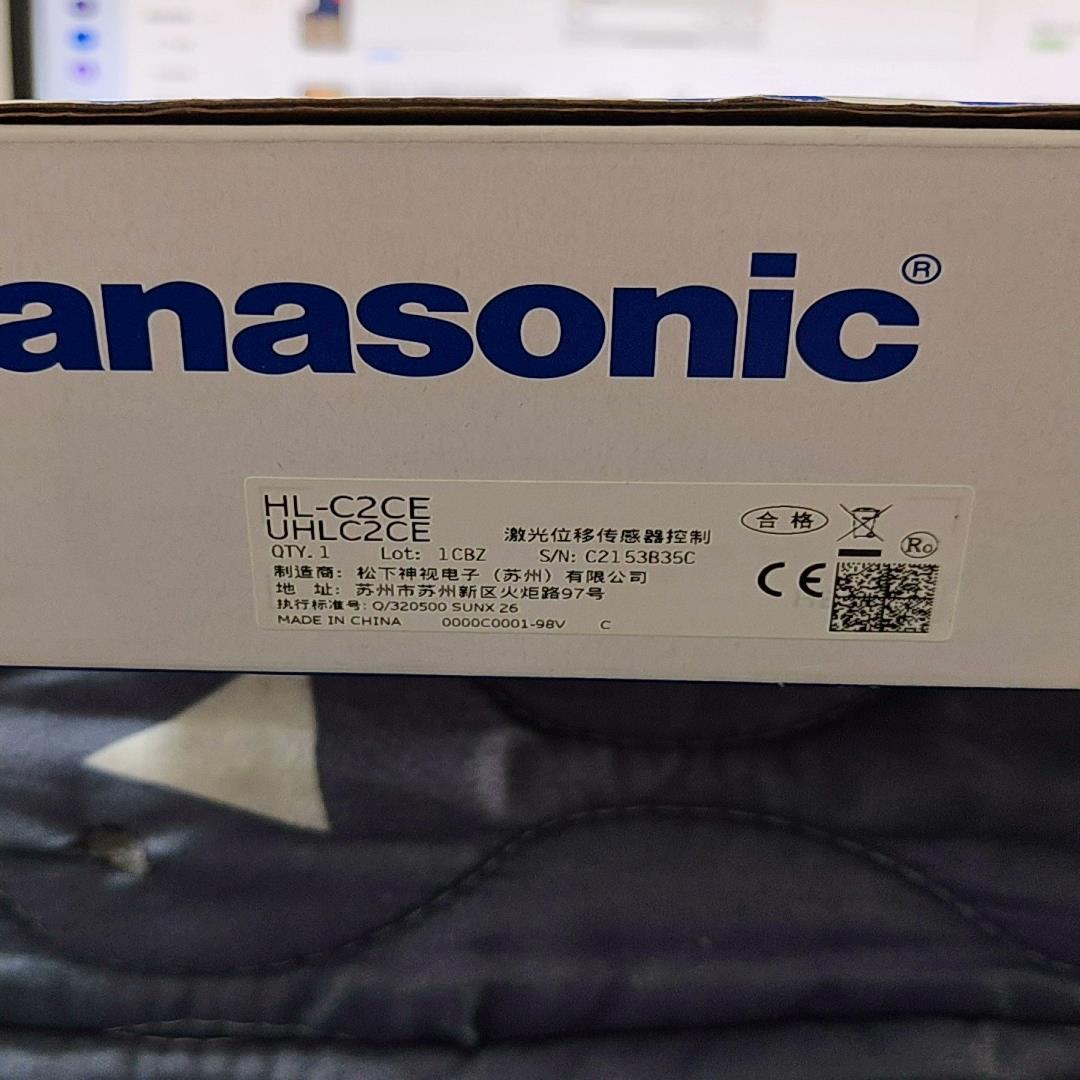 anasonic®
HL-C2CE
UHLC2CE
激光位移传感器控制
合格
QTY. 1 Lot: 1CBZ S/N: C2153B35C
Ro
制造商: 松下神视电子 (苏州) 有限公司
地 址: 苏州市苏州新区火炬路97号
CE
执行标准号: Q/320500 SUNX 26
MADE IN CHINA 0000C0001-98V C